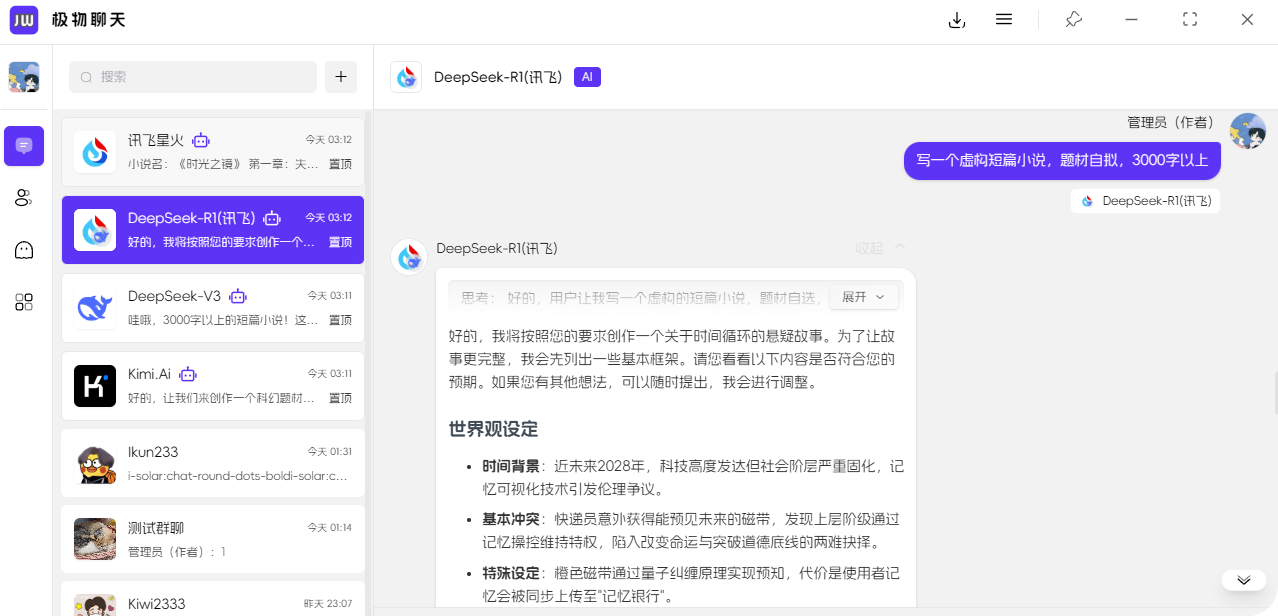 JW 极物聊天
搜索
DeepSeek-R1(讯飞) AI
讯飞星火 今天 03:12
小说名：《时光之镜》 第一章：失... 置顶
DeepSeek-R1(讯飞) 今天 03:12
好的，我将按照您的要求创作一个... 置顶
DeepSeek-V3 今天 03:11
哇哦，3000字以上的短篇小说！这... 置顶
Kimi.Ai 今天 03:11
好的，让我们来创作一个科幻题材... 置顶
Ikun233 今天 01:31
i-solar:chat-round-dots-boldi-solar:c...
测试群聊 今天 01:14
管理员（作者）：1
Kiwi2333 昨天 23:07
管理员（作者）
写一个虚构短篇小说，题材自拟，3000字以上
DeepSeek-R1(讯飞)
DeepSeek-R1(讯飞) 收起
思考： 好的，用户让我写一个虚构的短篇小说，题材自选， 展开
好的，我将按照您的要求创作一个关于时间循环的悬疑故事。为了让故
事更完整，我会先列出一些基本框架。请您看看以下内容是否符合您的
预期。如果您有其他想法，可以随时提出，我会进行调整。
世界观设定
• 时间背景：近未来2028年，科技高度发达但社会阶层严重固化，记
忆可视化技术引发伦理争议。
• 基本冲突：快递员意外获得能预见未来的磁带，发现上层阶级通过
记忆操控维持特权，陷入改变命运与突破道德底线的两难抉择。
• 特殊设定：橙色磁带通过量子纠缠原理实现预知，代价是使用者记
忆会被同步上传至"记忆银行"。